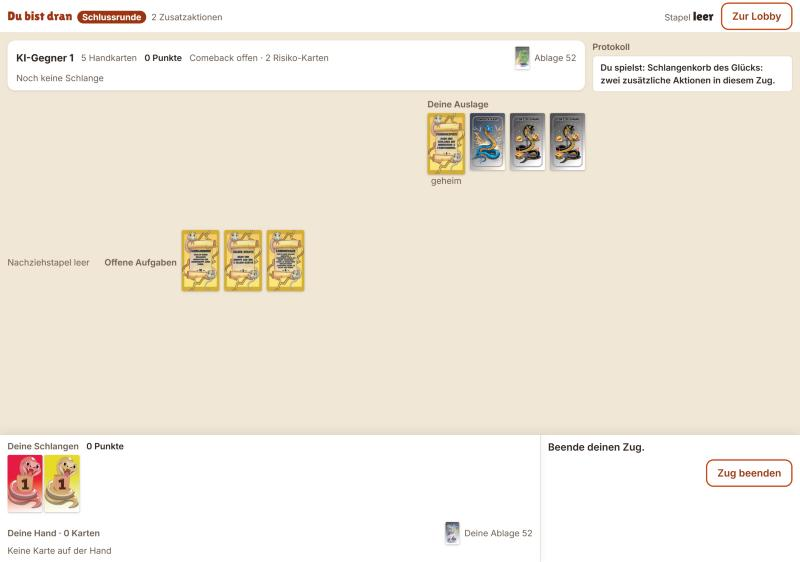 Du bist dran Schlussrunde 2 Zusatzaktionen
Stapel leer Zur Lobby
KI-Gegner 1 5 Handkarten 0 Punkte Comeback offen · 2 Risiko-Karten
Ablage 52
Noch keine Schlange
Protokoll
Du spielst: Schlangenkorb des Glücks:
zwei zusätzliche Aktionen in diesem Zug.
Deine Auslage
geheim
Nachziehstapel leer Offene Aufgaben
Deine Schlangen 0 Punkte
1 1
Deine Hand · 0 Karten
Deine Ablage 52
Keine Karte auf der Hand
Beende deinen Zug.
Zug beenden